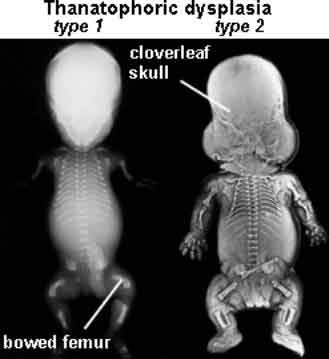 Thanatophoric dysplasia
type 1 type 2
cloverleaf
skull
bowed femur